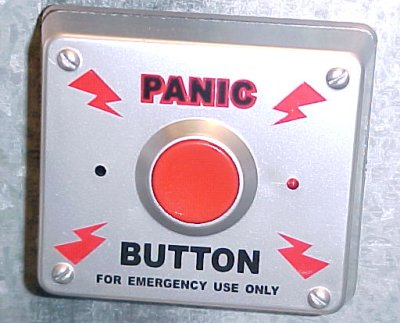 PANIC
BUTTON
FOR EMERGENCY USE ONLY